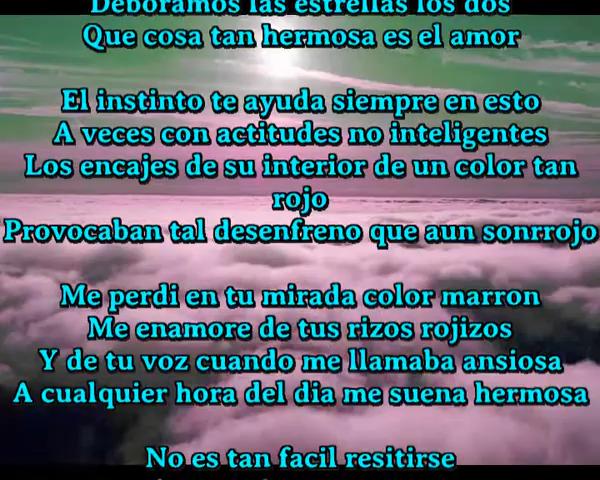 Deboramos las estrellas los dos
Que cosa tan hermosa es el amor
El instinto te ayuda siempre en esto
A veces con actitudes no inteligentes
Los encajes de su interior de un color tan
rojo
Provocaban tal desenfreno que aun sonrrojo
Me perdi en tu mirada color marron
Me enamore de tus rizos rojizos
Y de tu voz cuando me llamaba ansiosa
A cualquier hora del dia me suena hermosa
No es tan facil resitirse